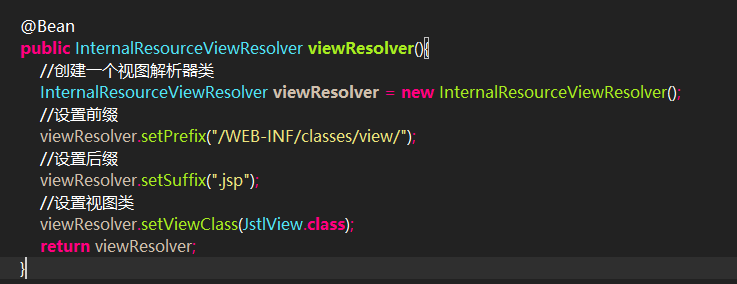 @Bean
public InternalResourceViewResolver viewResolver(){
//创建一个视图解析器类
InternalResourceViewResolver viewResolver = new InternalResourceViewResolver();
//设置前缀
viewResolver.setPrefix("/WEB-INF/classes/view/");
//设置后缀
viewResolver.setSuffix(".jsp");
//设置视图类
viewResolver.setViewClass(JstlView.class);
return viewResolver;
}